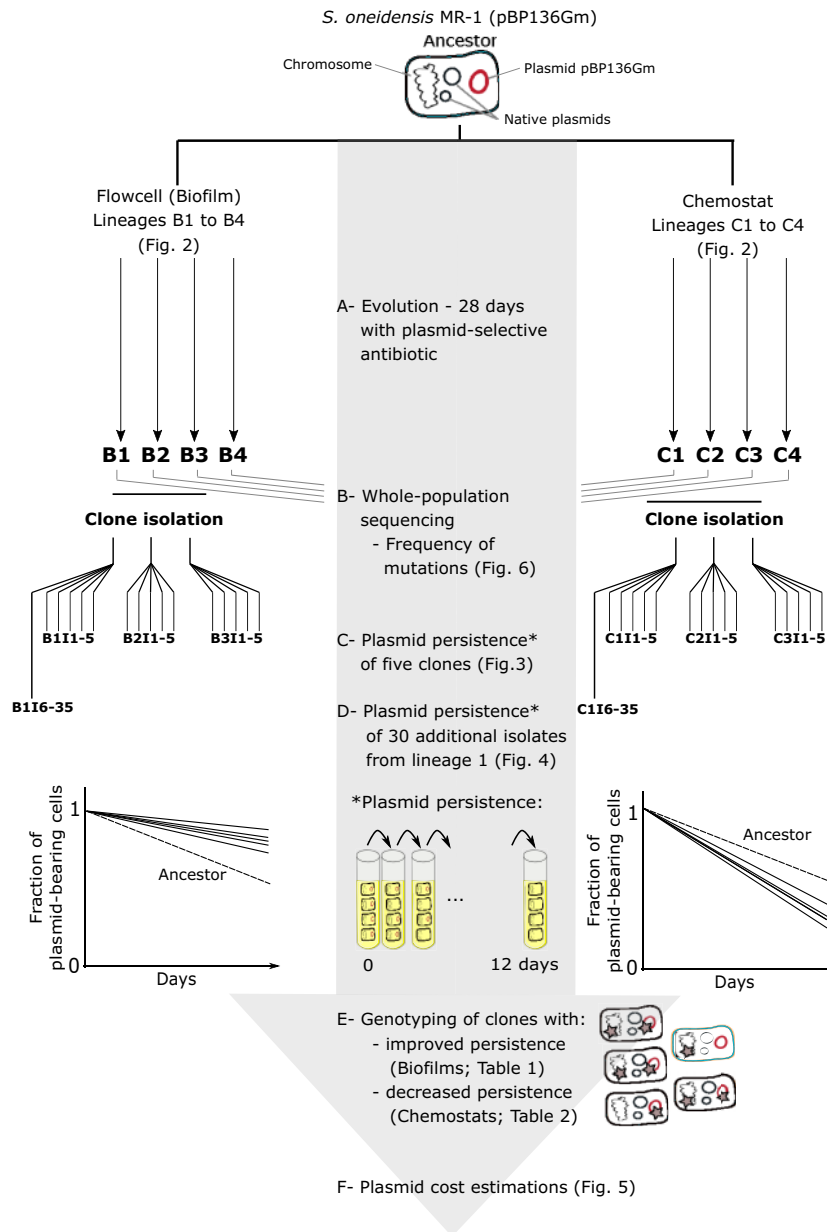 S. oneidensis MR-1 (pBP136Gm)
Ancestor
Chromosome
Plasmid pBP136Gm
Native plasmids
Flowcell (Biofilm)
Lineages B1 to B4
(Fig. 2)
Chemostat
Lineages C1 to C4
(Fig. 2)
A- Evolution - 28 days
with plasmid-selective
antibiotic
B1 B2 B3 B4
C1 C2 C3 C4
B- Whole-population
sequencing
- Frequency of
mutations (Fig. 6)
Clone isolation
Clone isolation
B1I1-5 B2I1-5 B3I1-5
C1I1-5 C2I1-5 C3I1-5
B1I6-35
C1I6-35
C- Plasmid persistence*
of five clones (Fig.3)
D- Plasmid persistence*
of 30 additional isolates
from lineage 1 (Fig. 4)
*Plasmid persistence:
...
0 12 days
Fraction of
plasmid-bearing cells
1
0
Ancestor
Days
Fraction of
plasmid-bearing cells
1
0
Ancestor
Days
E- Genotyping of clones with:
- improved persistence
(Biofilms; Table 1)
- decreased persistence
(Chemostats; Table 2)
F- Plasmid cost estimations (Fig. 5)